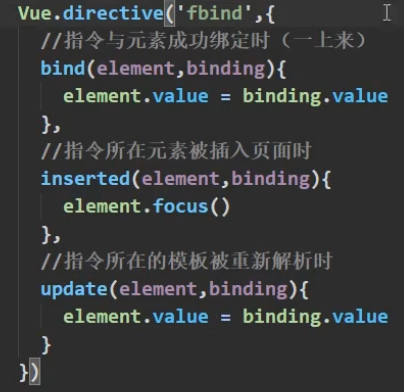 Vue.directive('fbind',{
//指令与元素成功绑定时（一上来）
bind(element,binding){
element.value = binding.value
},
//指令所在元素被插入页面时
inserted(element,binding){
element.focus()
},
//指令所在的模板被重新解析时
update(element,binding){
element.value = binding.value
}
})